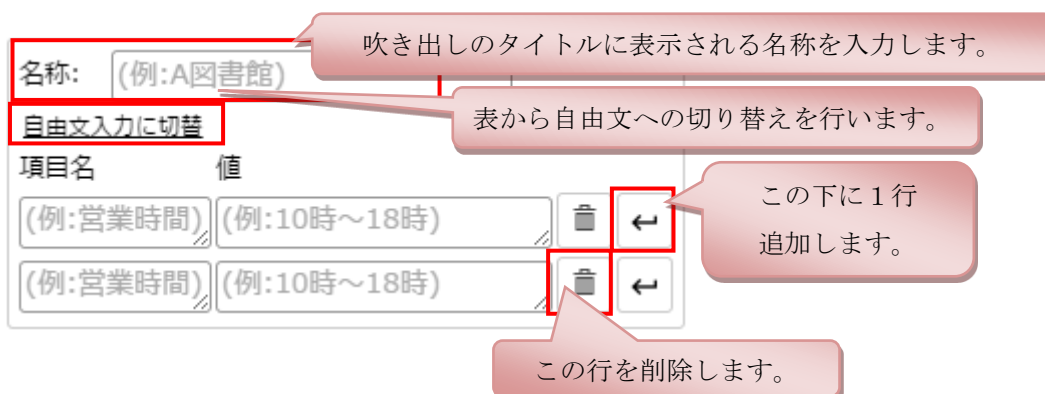 吹き出しのタイトルに表示される名称を入力します。
名称: (例:A図書館)
表から自由文への切り替えを行います。
自由文入力に切替
項目名 値
この下に1行
追加します。
(例:営業時間) (例:10時～18時)
(例:営業時間) (例:10時～18時)
この行を削除します。